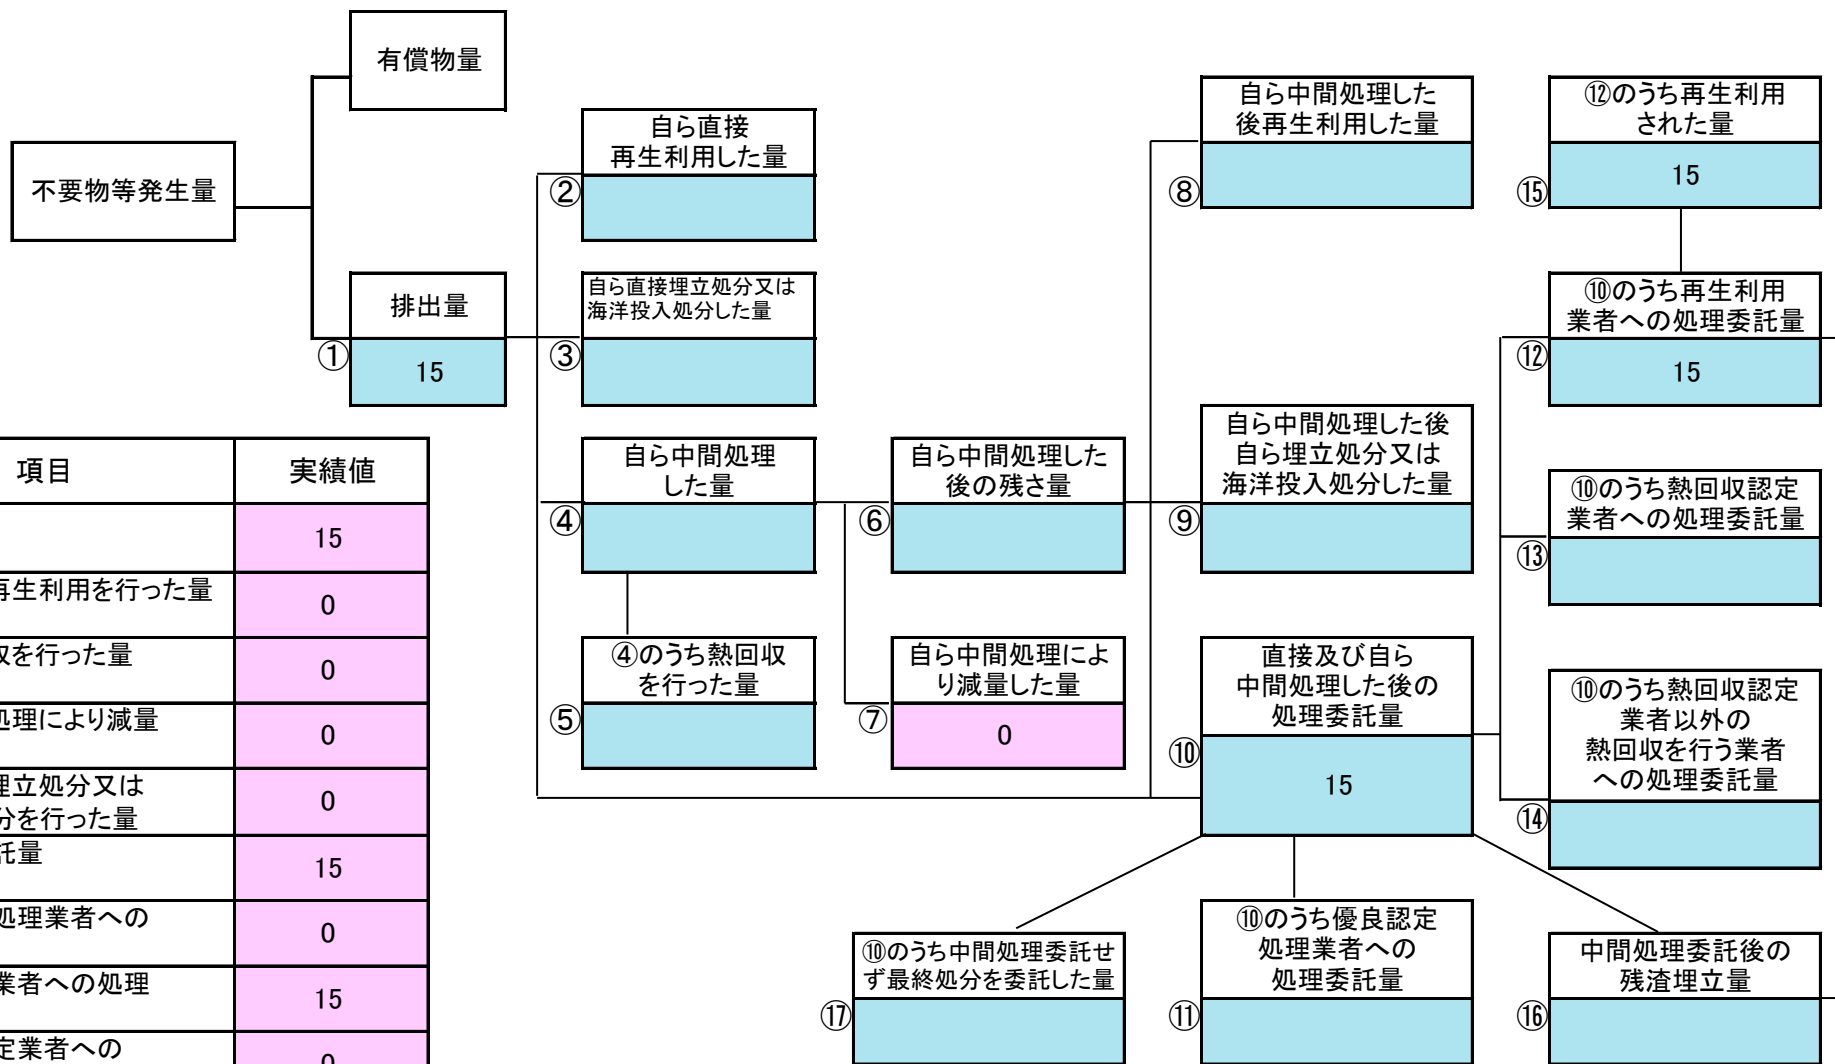 有償物量
不要物等発生量
排出量
①
15
自ら直接
再生利用した量
②
自ら直接埋立処分又は
海洋投入処分した量
③
自ら中間処理
した量
④
④のうち熱回収
を行った量
⑤
自ら中間処理した
後の残さ量
⑥
自ら中間処理によ
り減量した量
⑦
0
自ら中間処理した
後再生利用した量
⑧
自ら中間処理した後
自ら埋立処分又は
海洋投入処分した量
⑨
直接及び自ら
中間処理した後の
処理委託量
⑩
15
⑫のうち再生利用
された量
⑮
15
⑩のうち再生利用
業者への処理委託量
⑫
15
⑩のうち熱回収認定
業者への処理委託量
⑬
⑩のうち熱回収認定
業者以外の
熱回収を行う業者
への処理委託量
⑭
⑩のうち中間処理委託せ
ず最終処分を委託した量
⑰
⑩のうち優良認定
処理業者への
処理委託量
⑪
中間処理委託後の
残渣埋立量
⑯
項目 実績値
15
再生利用を行った量 0
を行った量 0
処理により減量 0
埋立処分又は
を行った量 0
託量 15
処理業者への 0
業者への処理 15
定業者への 0